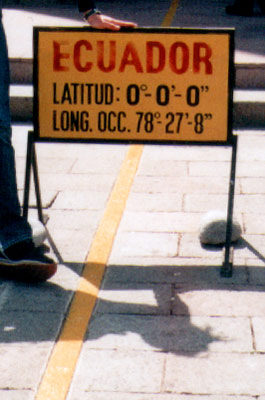 ECUADOR
LATITUD: 0°-0'-0"
LONG. OCC. 78°-27'-8"